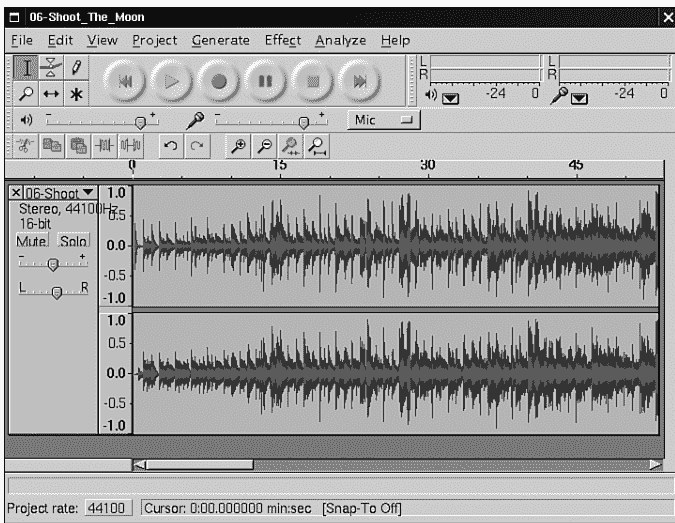 06-Shoot_The_Moon
File Edit View Project Generate Effect Analyze Help
L
R
-24 0
L
R
-24 0
- +
- +
Mic
0 15 30 45
06-Shoot
Stereo, 44100Hz
16-bit
Mute Solo
- +
L R
1.0
0.5
0.0
-0.5
-1.0
1.0
0.5
0.0
-0.5
-1.0
Project rate: 44100 Cursor: 0:00.000000 min:sec [Snap-To Off]